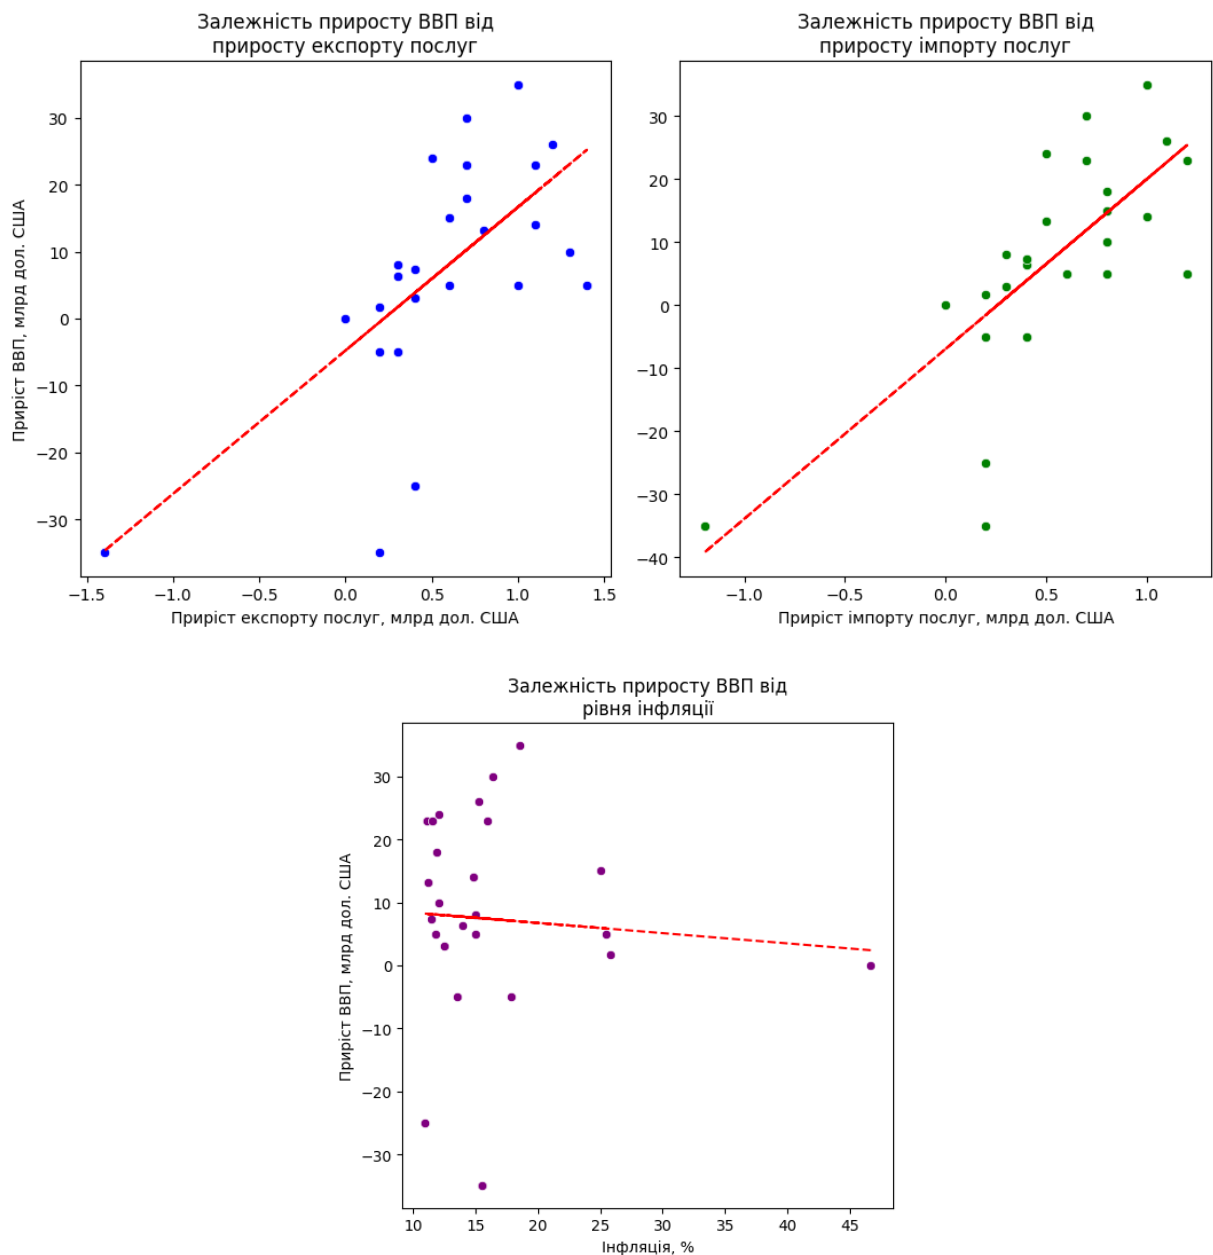 Залежність приросту ВВП від
приросту експорту послуг
Приріст ВВП, млрд дол. США
30
20
10
0
−10
−20
−30
−1.5 −1.0 −0.5 0.0 0.5 1.0 1.5
Приріст експорту послуг, млрд дол. США
Залежність приросту ВВП від
приросту імпорту послуг
30
20
10
0
−10
−20
−30
−40
−1.0 −0.5 0.0 0.5 1.0
Приріст імпорту послуг, млрд дол. США
Залежність приросту ВВП від
рівня інфляції
Приріст ВВП, млрд дол. США
30
20
10
0
−10
−20
−30
10 15 20 25 30 35 40 45
Інфляція, %